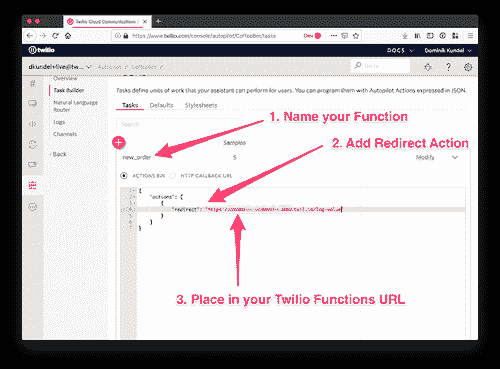 Twilio Cloud Communications
https://www.twilio.com/console/autopilot/CoffeeBot/tasks
Dev
twilio
DOCS
Dominik Kundel
dkundel+live@tw...
Autopilot / CoffeeBot / Tasks
Overview
Task Builder
Natural Language
Router
Logs
Channels
Back
Tasks define units of work that your assistant can perform for users. You can program them with Autopilot Actions expressed in JSON.
Tasks
Defaults
Stylesheets
Search
Samples
1. Name your Function
2. Add Redirect Action
new_order
5
Modify
ACTIONS BIN
HTTP CALLBACK URL
{
"actions": [
{
"redirect":
}
]
}
3. Place in your Twilio Functions URL